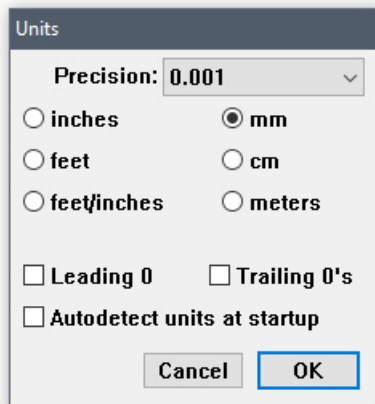 Units
Precision: 0.001
inches mm
feet cm
feet/inches meters
Leading 0 Trailing 0's
Autodetect units at startup
Cancel OK